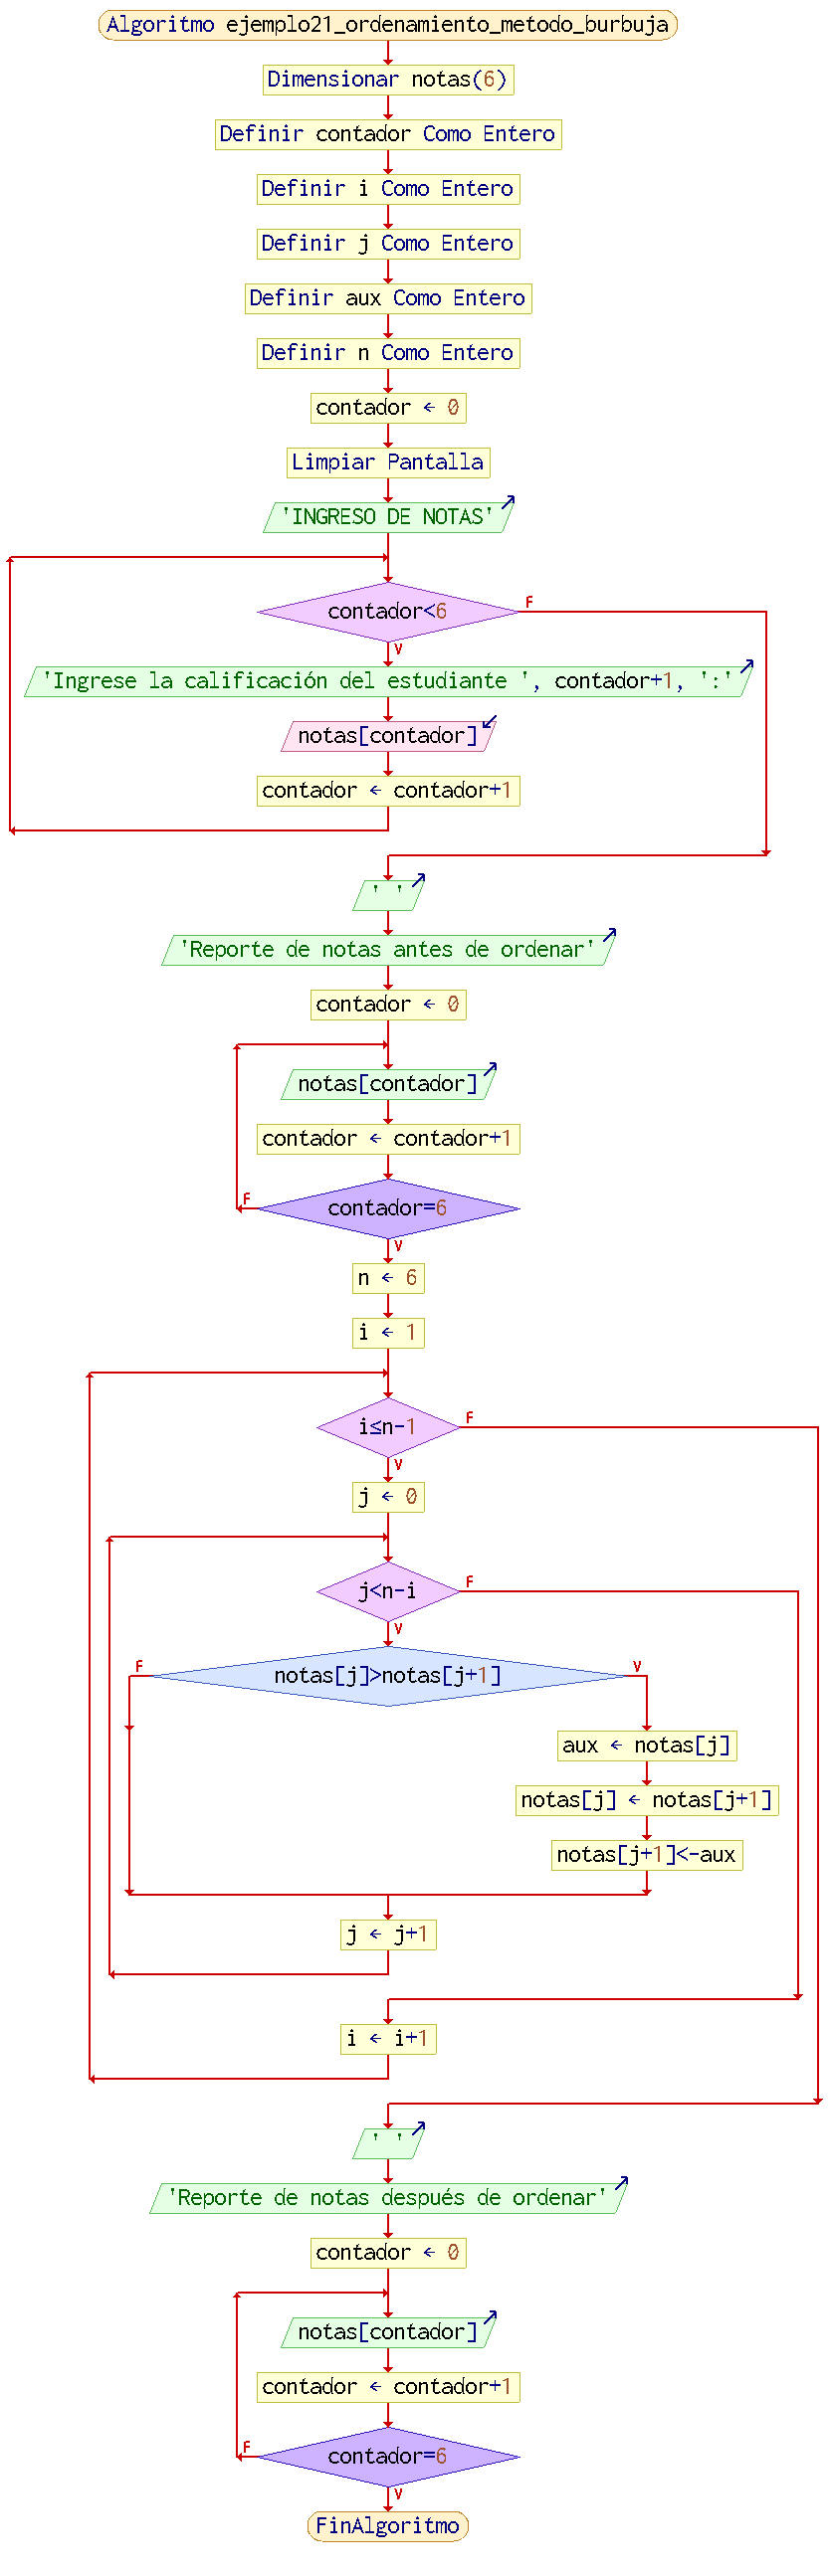 Algoritmo ejemplo21_ordenamiento_metodo_burbuja
Dimensionar notas(6)
Definir contador Como Entero
Definir i Como Entero
Definir j Como Entero
Definir aux Como Entero
Definir n Como Entero
contador ← 0
Limpiar Pantalla
'INGRESO DE NOTAS'
contador<6
F
V
'Ingrese la calificación del estudiante ', contador+1, ':'
notas[contador]
contador ← contador+1
' '
'Reporte de notas antes de ordenar'
contador ← 0
notas[contador]
contador ← contador+1
F
contador=6
V
n ← 6
i ← 1
i≤n-1
F
V
j ← 0
j<n-i
F
V
F
notas[j]>notas[j+1]
V
aux ← notas[j]
notas[j] ← notas[j+1]
notas[j+1]<-aux
j ← j+1
i ← i+1
' '
'Reporte de notas después de ordenar'
contador ← 0
notas[contador]
contador ← contador+1
F
contador=6
V
FinAlgoritmo